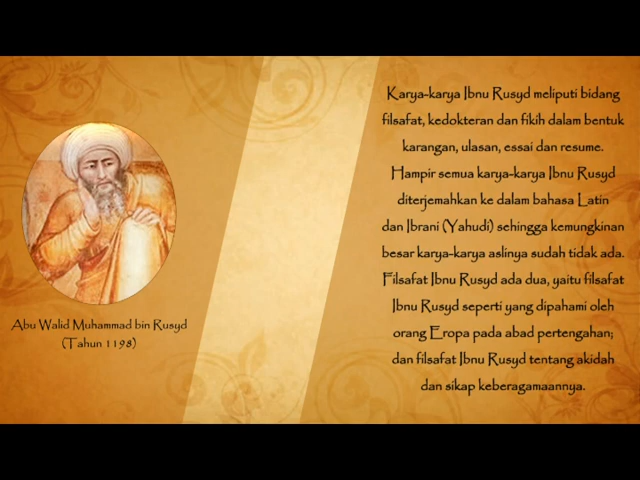 Karya-karya Ibnu Rusyd meliputi bidang
filsafat, kedokteran dan fikih dalam bentuk
karangan, ulasan, essai dan resume.
Hampir semua karya-karya Ibnu Rusyd
diterjemahkan ke dalam bahasa Latin
dan Ibrani (Yahudi) sehingga kemungkinan
besar karya-karya aslinya sudah tidak ada.
Filsafat Ibnu Rusyd ada dua, yaitu filsafat
Ibnu Rusyd seperti yang dipahami oleh
orang Eropa pada abad pertengahan;
dan filsafat Ibnu Rusyd tentang akidah
dan sikap keberagamaannya.
Abu Walid Muhammad bin Rusyd
(Tahun 1198)